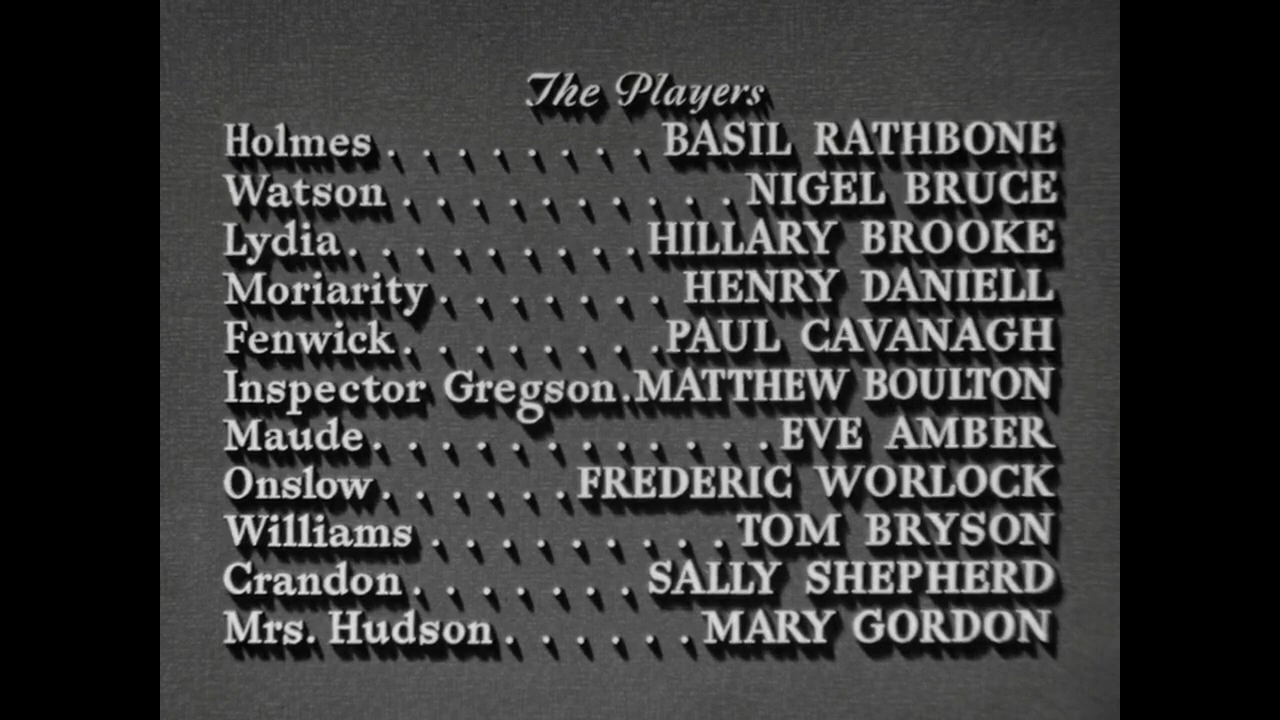 The Players
Holmes . . . . . . . . BASIL RATHBONE
Watson . . . . . . . . . . NIGEL BRUCE
Lydia . . . . . . . . . HILLARY BROOKE
Moriarity . . . . . . . HENRY DANIELL
Fenwick . . . . . . . . PAUL CAVANAGH
Inspector Gregson . MATTHEW BOULTON
Maude . . . . . . . . . . . . EVE AMBER
Onslow . . . . . . FREDERIC WORLOCK
Williams . . . . . . . . . TOM BRYSON
Crandon . . . . . . . SALLY SHEPHERD
Mrs. Hudson . . . . . . MARY GORDON